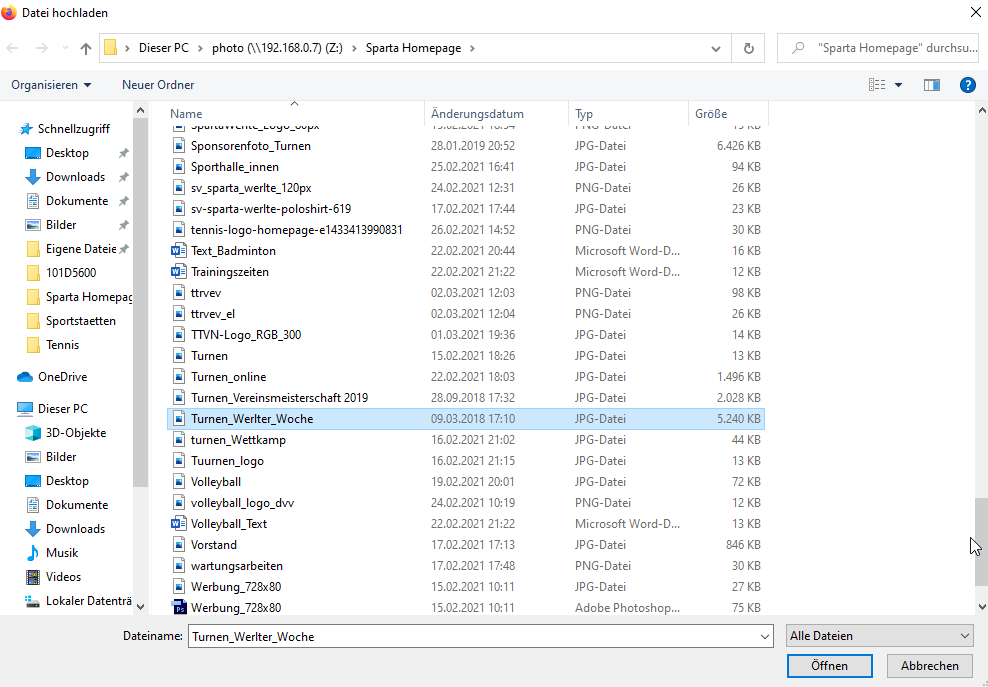 Datei hochladen
Dieser PC > photo (\\192.168.0.7) (Z:) > Sparta Homepage >
"Sparta Homepage" durchsu...
Organisieren Neuer Ordner
Name Änderungsdatum Typ Größe
Schnellzugriff
Desktop
Downloads
Dokumente
Bilder
Eigene Dateie
101D5600
Sparta Homepag
Sportstaetten
Tennis
OneDrive
Dieser PC
3D-Objekte
Bilder
Desktop
Dokumente
Downloads
Musik
Videos
Lokaler Datenträ
Sponsorenfoto_Turnen 28.01.2019 20:52 JPG-Datei 6.426 KB
Sporthalle_innen 25.02.2021 16:41 JPG-Datei 94 KB
sv_sparta_werlte_120px 24.02.2021 12:31 PNG-Datei 26 KB
sv-sparta-werlte-poloshirt-619 17.02.2021 17:44 JPG-Datei 23 KB
tennis-logo-homepage-e1433413990831 26.02.2021 14:52 PNG-Datei 30 KB
Text_Badminton 22.02.2021 20:44 Microsoft Word-D... 16 KB
Trainingszeiten 22.02.2021 21:22 Microsoft Word-D... 12 KB
ttrvev 02.03.2021 12:03 PNG-Datei 98 KB
ttrvev_el 02.03.2021 12:04 PNG-Datei 26 KB
TTVN-Logo_RGB_300 01.03.2021 19:36 JPG-Datei 14 KB
Turnen 15.02.2021 18:26 JPG-Datei 13 KB
Turnen_online 22.02.2021 18:03 JPG-Datei 1.496 KB
Turnen_Vereinsmeisterschaft 2019 28.09.2018 17:32 JPG-Datei 2.028 KB
Turnen_Werlter_Woche 09.03.2018 17:10 JPG-Datei 5.240 KB
turnen_Wettkamp 16.02.2021 21:02 JPG-Datei 44 KB
Tuurnen_logo 16.02.2021 21:15 JPG-Datei 13 KB
Volleyball 19.02.2021 20:01 JPG-Datei 72 KB
volleyball_logo_dvv 24.02.2021 10:19 PNG-Datei 12 KB
Volleyball_Text 22.02.2021 21:22 Microsoft Word-D... 13 KB
Vorstand 17.02.2021 17:13 JPG-Datei 846 KB
wartungsarbeiten 17.02.2021 17:48 PNG-Datei 30 KB
Werbung_728x80 15.02.2021 10:11 JPG-Datei 27 KB
Werbung_728x80 15.02.2021 10:11 Adobe Photoshop... 75 KB
Dateiname: Turnen_Werlter_Woche Alle Dateien
Öffnen Abbrechen